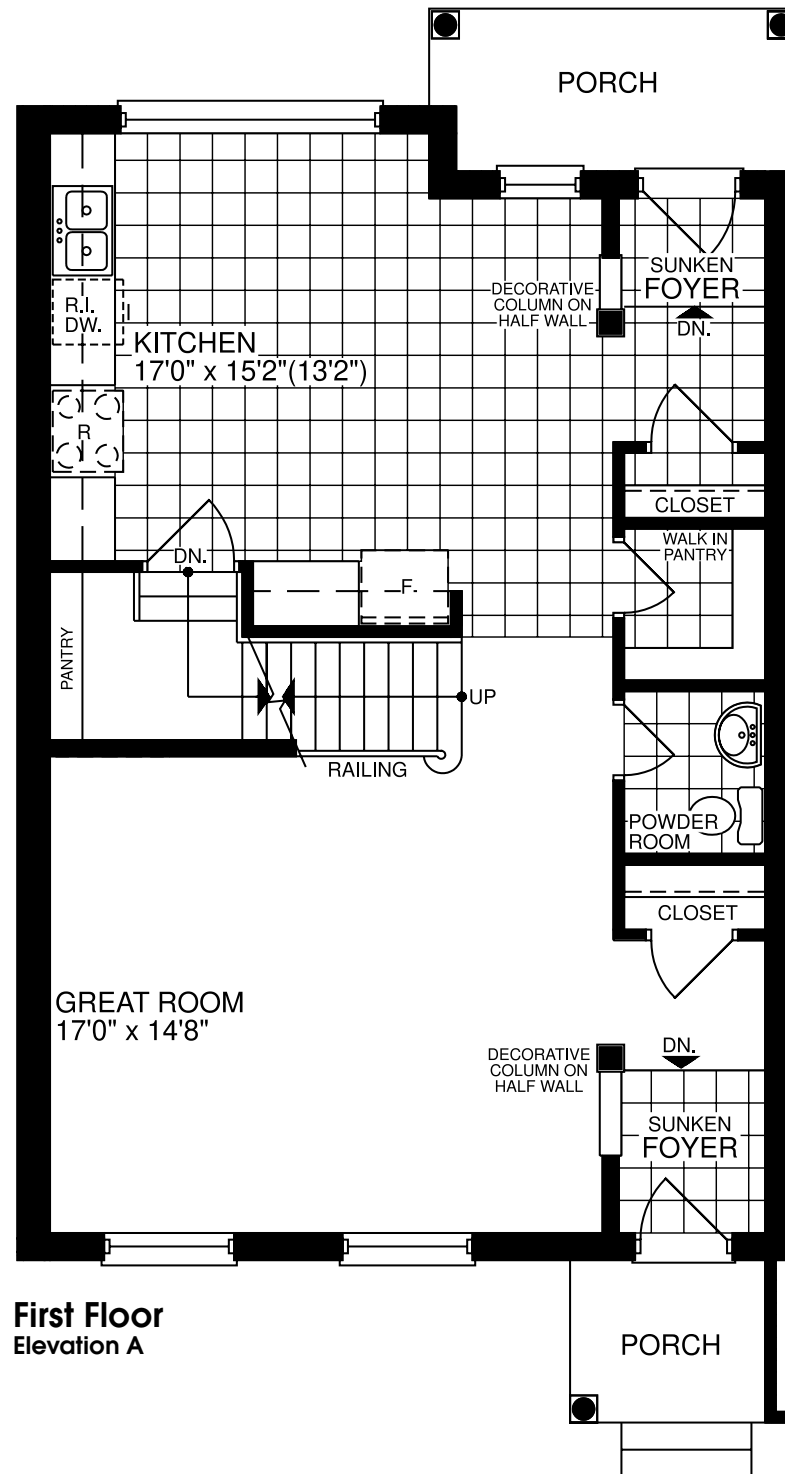 PORCH
SUNKEN
FOYER
DECORATIVE
COLUMN ON
HALF WALL
DN.
R.I.
DW.
KITCHEN
17'0" x 15'2"(13'2")
R
CLOSET
WALK IN
PANTRY
DN.
F.
PANTRY
UP
RAILING
POWDER
ROOM
CLOSET
GREAT ROOM
17'0" x 14'8"
DECORATIVE
COLUMN ON
HALF WALL
DN.
SUNKEN
FOYER
First Floor
Elevation A
PORCH